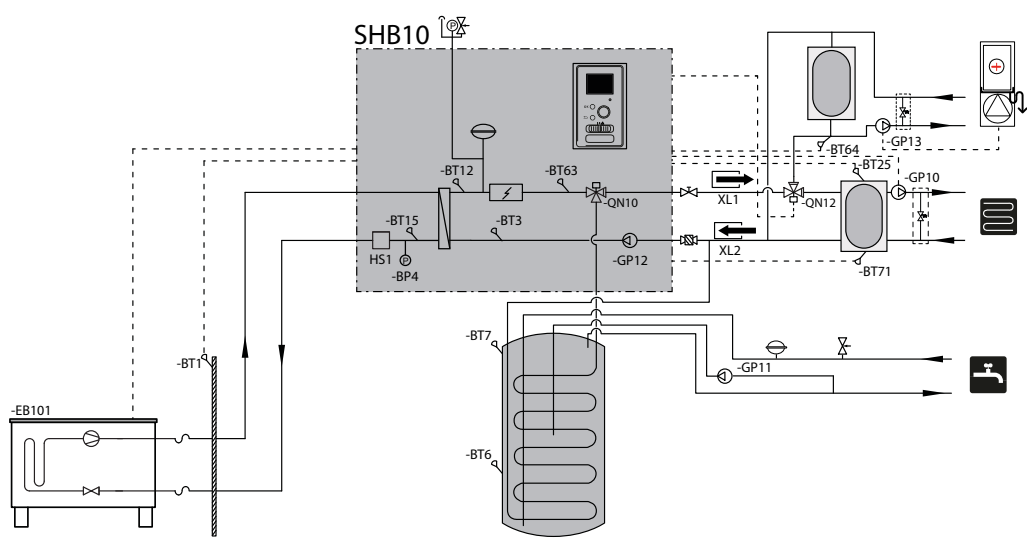 SHB10
P
-BT64
-GP13
-BT12
-BT63
-BT25
-GP10
XL1
-QN10
-QN12
-BT15
-BT3
HS1
-BP4
P
-GP12
XL2
-BT71
-BT1
-BT7
-GP11
-EB101
-BT6